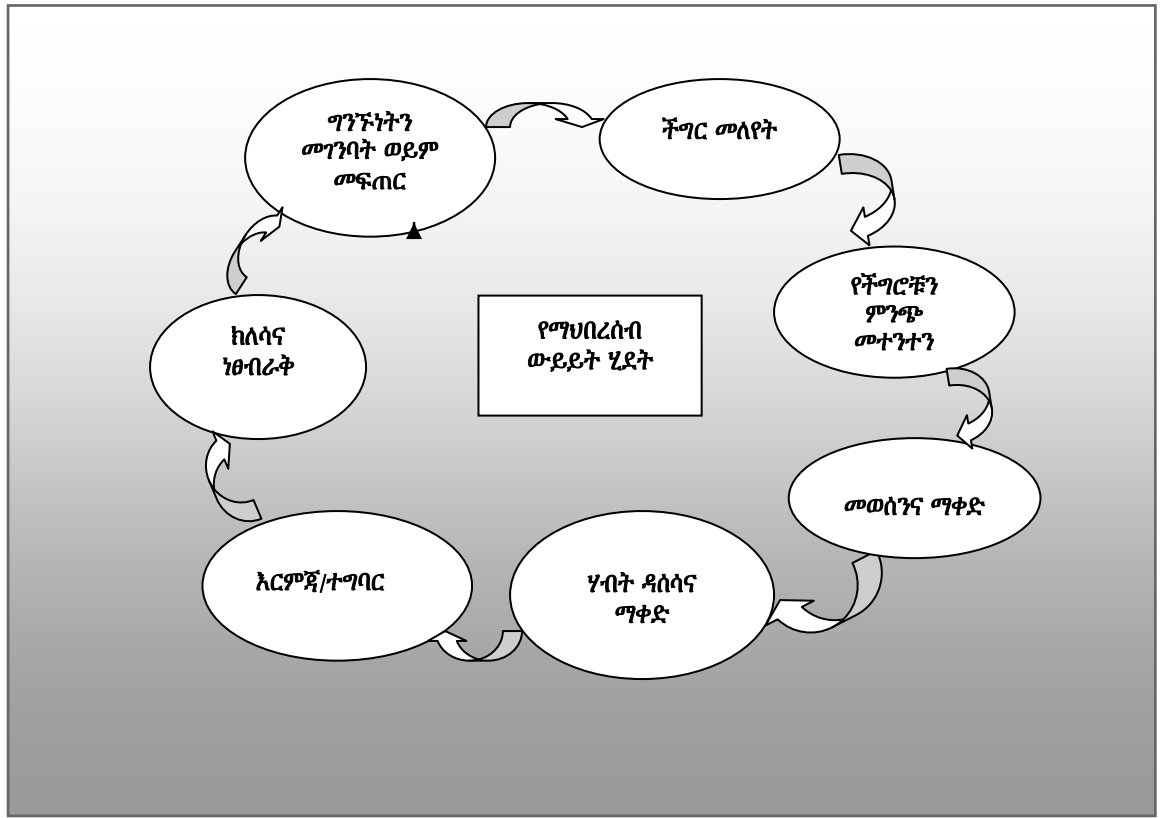 ግንኙነትን
መገንባት ወይም
መፍጠር
ችግር መለየት
የችግሮቹን
ምንጭ
መተንተን
መወሰንና ማቀድ
ሃብት ዳሰሳና
ማቀድ
እርምጃ/ተግባር
ክለሳና
ነፀብራቅ
የማህበረሰብ
ውይይት ሂደት